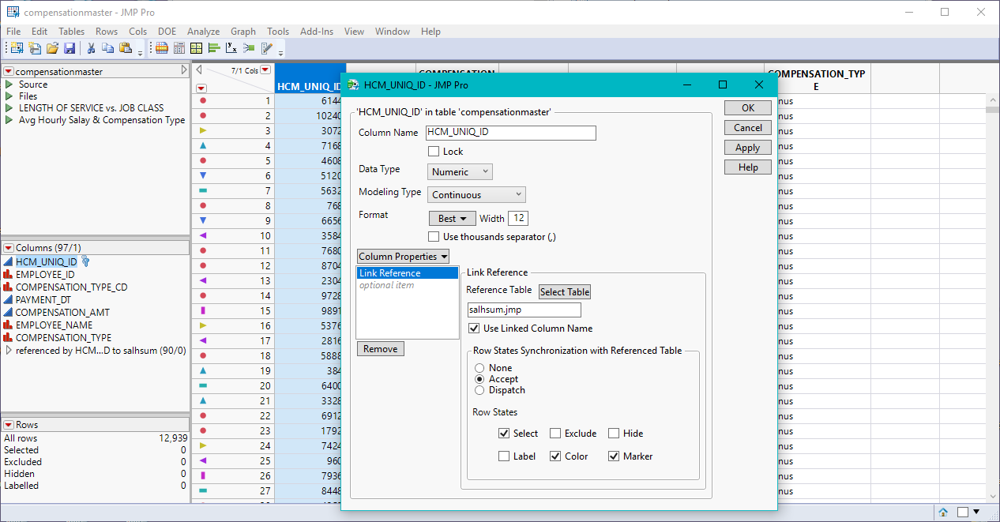 compensationmaster - JMP Pro
File Edit Tables Rows Cols DOE Analyze Graph Tools Add-Ins View Window Help
compensationmaster
Source
Files
LENGTH OF SERVICE vs. JOB CLASS
Avg Hourly Salay & Compensation Type
Columns (97/1)
HCM_UNIQ_ID
EMPLOYEE_ID
COMPENSATION_TYPE_CD
PAYMENT_DT
COMPENSATION_AMT
EMPLOYEE_NAME
COMPENSATION_TYPE
referenced by HCM...D to salhsum (90/0)
Rows
All rows 12,939
Selected 0
Excluded 0
Hidden 0
Labelled 0
7/1 Cols
HCM_UNIQ_ID
COMPENSATION_TYP
E
1 6144 nus
2 10240 nus
3 3072 nus
4 7168 nus
5 4608 nus
6 5120 nus
7 5632 nus
8 768 nus
9 6656 nus
10 3584 nus
11 7680 nus
12 8704 nus
13 2304 nus
14 9728 nus
15 9891 nus
16 5376 nus
17 2816 nus
18 5888 nus
19 384 nus
20 6400 nus
21 3328 nus
22 6912 nus
23 1792 nus
24 7424 nus
25 960 nus
26 7936 nus
27 8448 nus
HCM_UNIQ_ID - JMP Pro
'HCM_UNIQ_ID' in table 'compensationmaster'
Column Name HCM_UNIQ_ID
Lock
Data Type Numeric
Modeling Type Continuous
Format Best Width 12
Use thousands separator (,)
Column Properties
Link Reference
optional item
Remove
Link Reference
Reference Table Select Table
salhsum.jmp
Use Linked Column Name
Row States Synchronization with Referenced Table
None
Accept
Dispatch
Row States
Select Exclude Hide
Label Color Marker
OK
Cancel
Apply
Help